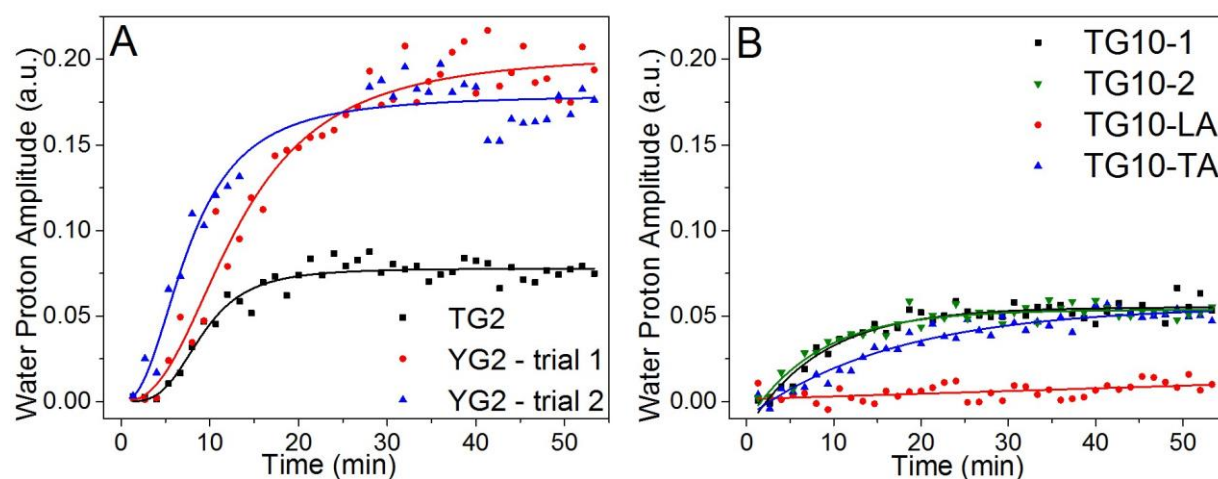 A
Water Proton Amplitude (a.u.)
0.20
0.15
0.10
0.05
0.00
TG2
YG2 - trial 1
YG2 - trial 2
0 10 20 30 40 50
Time (min)
B
Water Proton Amplitude (a.u.)
0.20
0.15
0.10
0.05
0.00
TG10-1
TG10-2
TG10-LA
TG10-TA
0 10 20 30 40 50
Time (min)